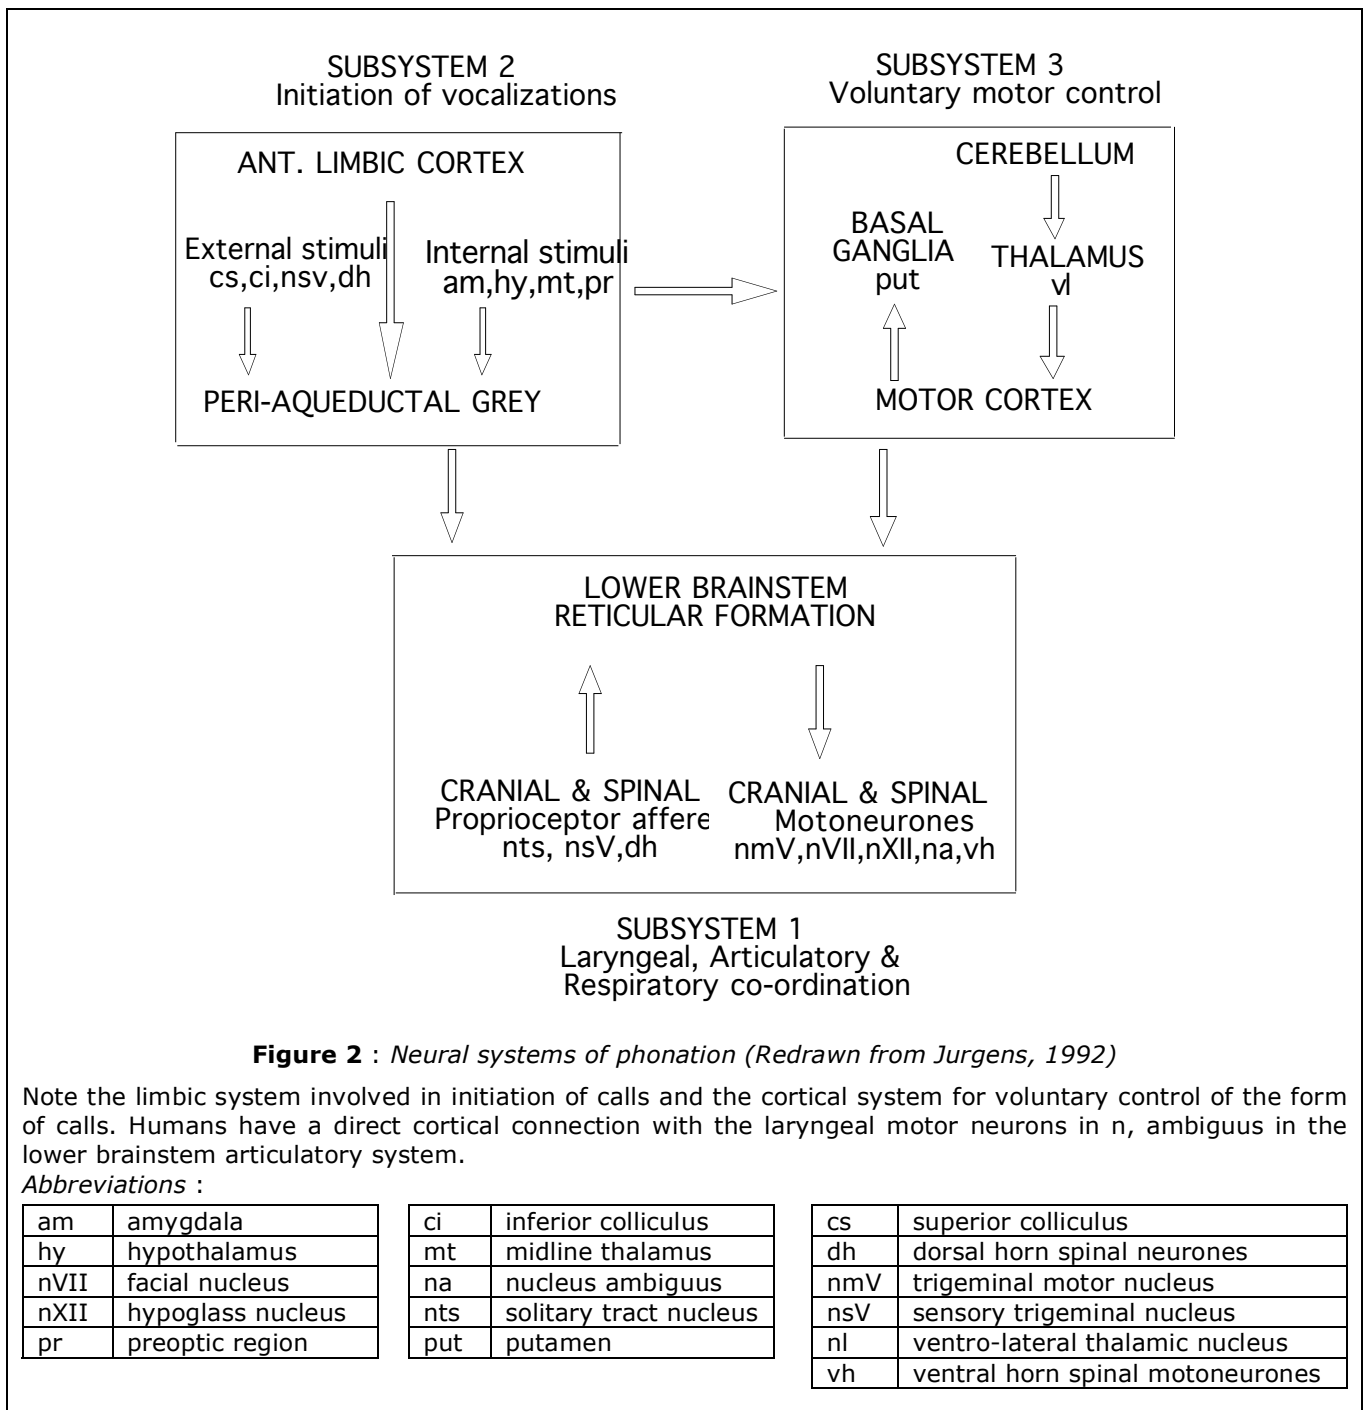 SUBSYSTEM 2
Initiation of vocalizations
ANT. LIMBIC CORTEX
External stimuli
cs,ci,nsv,dh
Internal stimuli
am,hy,mt,pr
PERI-AQUEDUCTAL GREY
SUBSYSTEM 3
Voluntary motor control
CEREBELLUM
BASAL
GANGLIA
put
THALAMUS
vl
MOTOR CORTEX
LOWER BRAINSTEM
RETICULAR FORMATION
CRANIAL & SPINAL
Proprioceptor affere
nts, nsV,dh
CRANIAL & SPINAL
Motoneurones
nmV,nVII,nXII,na,vh
SUBSYSTEM 1
Laryngeal, Articulatory &
Respiratory co-ordination
Figure 2 : Neural systems of phonation (Redrawn from Jurgens, 1992)
Note the limbic system involved in initiation of calls and the cortical system for voluntary control of the form
of calls. Humans have a direct cortical connection with the laryngeal motor neurons in n, ambiguus in the
lower brainstem articulatory system.
Abbreviations :
am amygdala
hy hypothalamus
nVII facial nucleus
nXII hypoglass nucleus
pr preoptic region
ci inferior colliculus
mt midline thalamus
na nucleus ambiguus
nts solitary tract nucleus
put putamen
cs superior colliculus
dh dorsal horn spinal neurones
nmV trigeminal motor nucleus
nsV sensory trigeminal nucleus
nl ventro-lateral thalamic nucleus
vh ventral horn spinal motoneurones